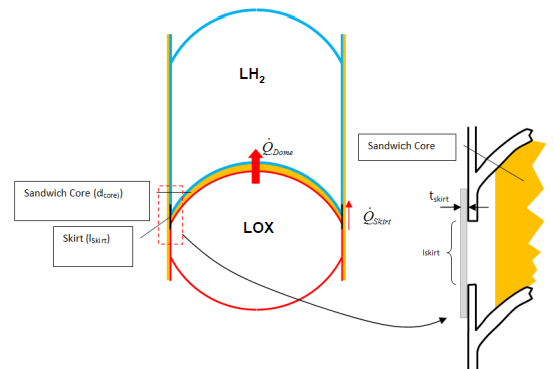 LH2
Q̇Dome
Sandwich Core
Sandwich Core (dcore))
tskirt
Q̇Skirt
LOX
Skirt (lSkirt)
lskirt